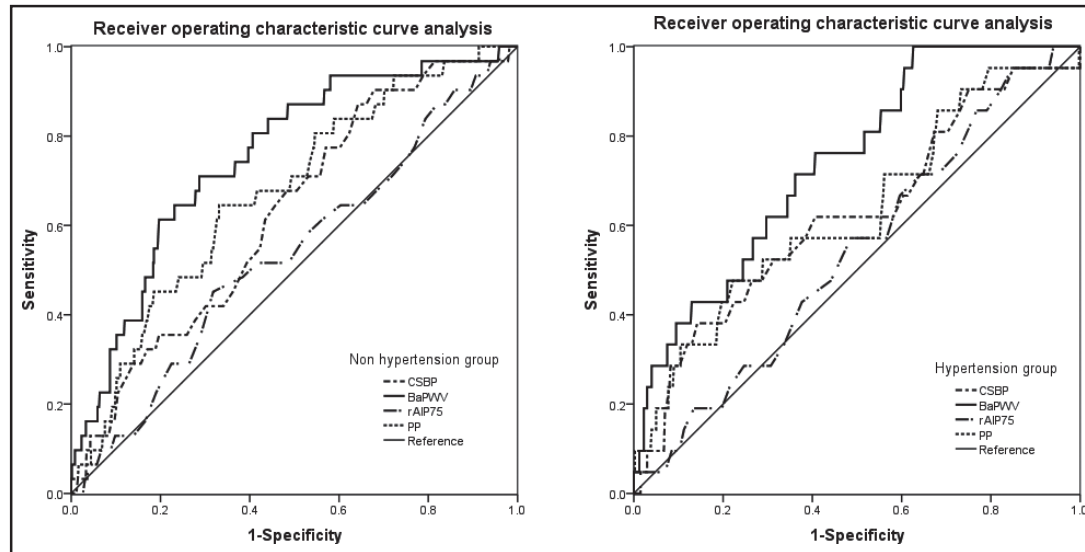 Receiver operating characteristic curve analysis
1.0
0.8
0.6
0.4
0.2
0.0
Sensitivity
0.0 0.2 0.4 0.6 0.8 1.0
1-Specificity
Non hypertension group
CSBP
BaPWV
rAIP75
PP
Reference
Receiver operating characteristic curve analysis
1.0
0.8
0.6
0.4
0.2
0.0
Sensitivity
0.0 0.2 0.4 0.6 0.8 1.0
1-Specificity
Hypertension group
CSBP
BaPWV
rAIP75
PP
Reference